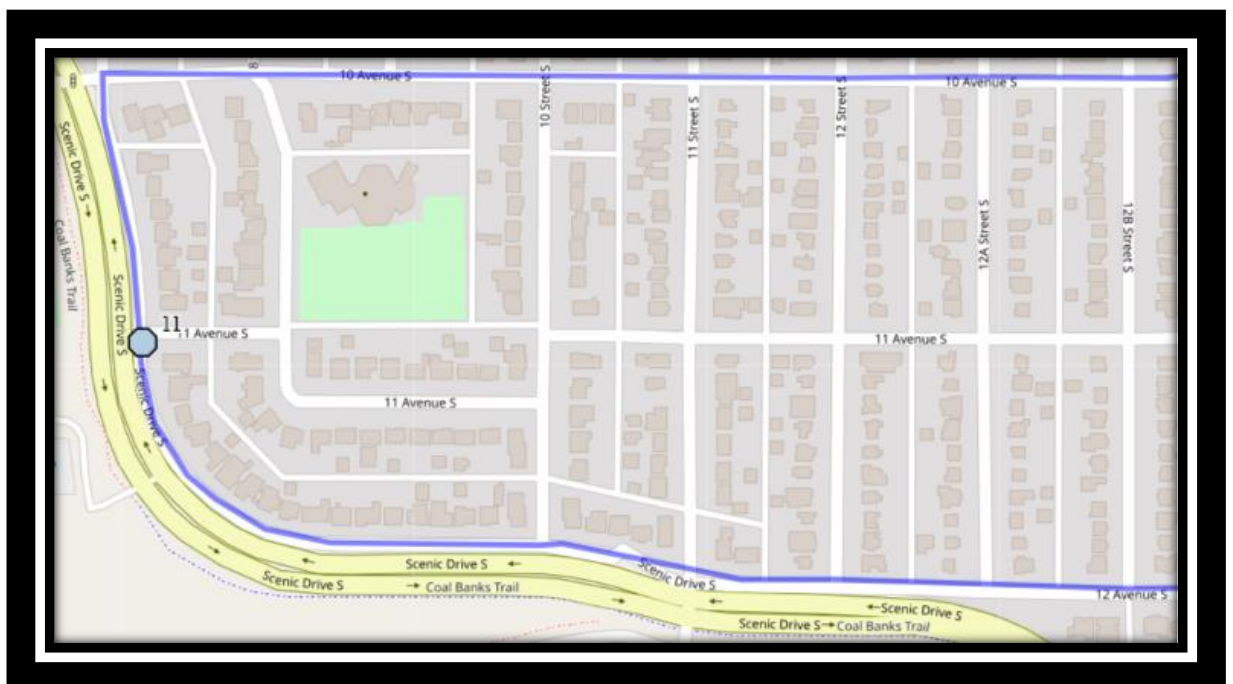 8
10 Avenue S
10 Avenue S
10 Street S
11 Street S
12 Street S
12A Street S
12B Street S
Scenic Drive S
Coal Banks Trail
Scenic Drive S
11
11 Avenue S
11 Avenue S
Scenic Drive S
11 Avenue S
Scenic Drive S
Scenic Drive S
Scenic Drive S
Coal Banks Trail
12 Avenue S
Scenic Drive S
Scenic Drive S
Coal Banks Trail